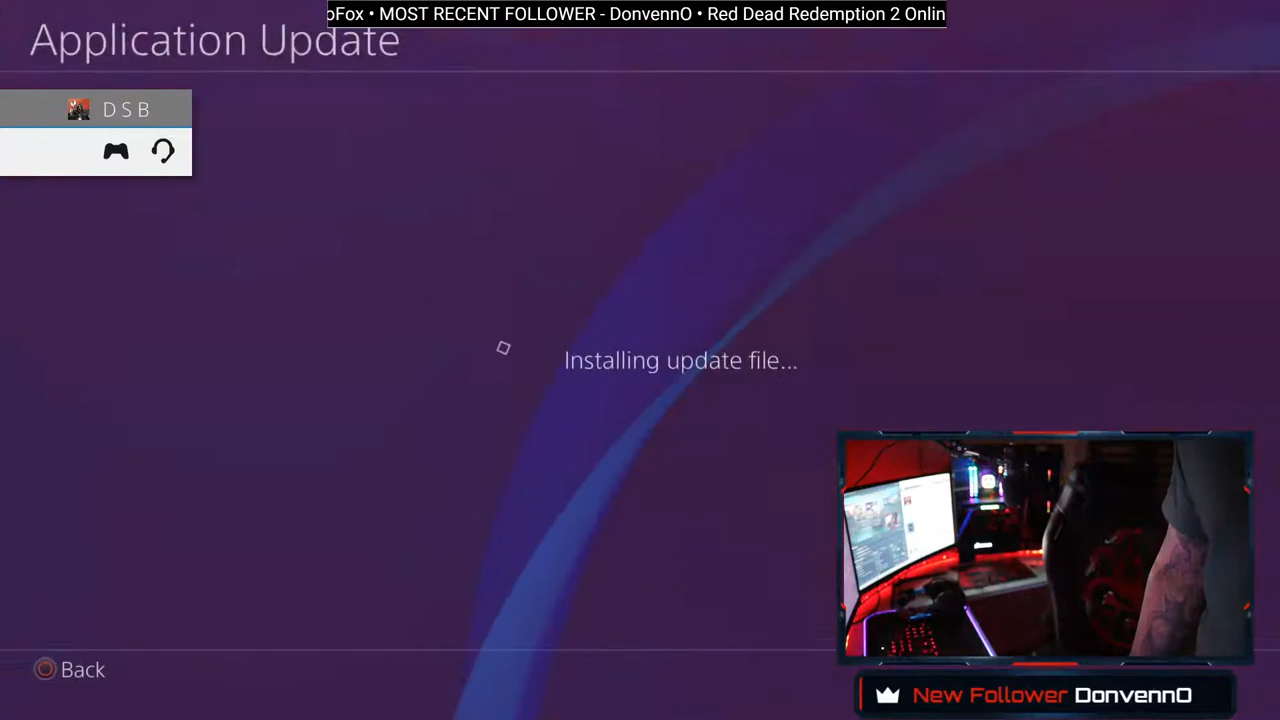 oFox • MOST RECENT FOLLOWER - DonvennO • Red Dead Redemption 2 Onlin
Application Update
D S B
Installing update file...
Back
New Follower DonvennO